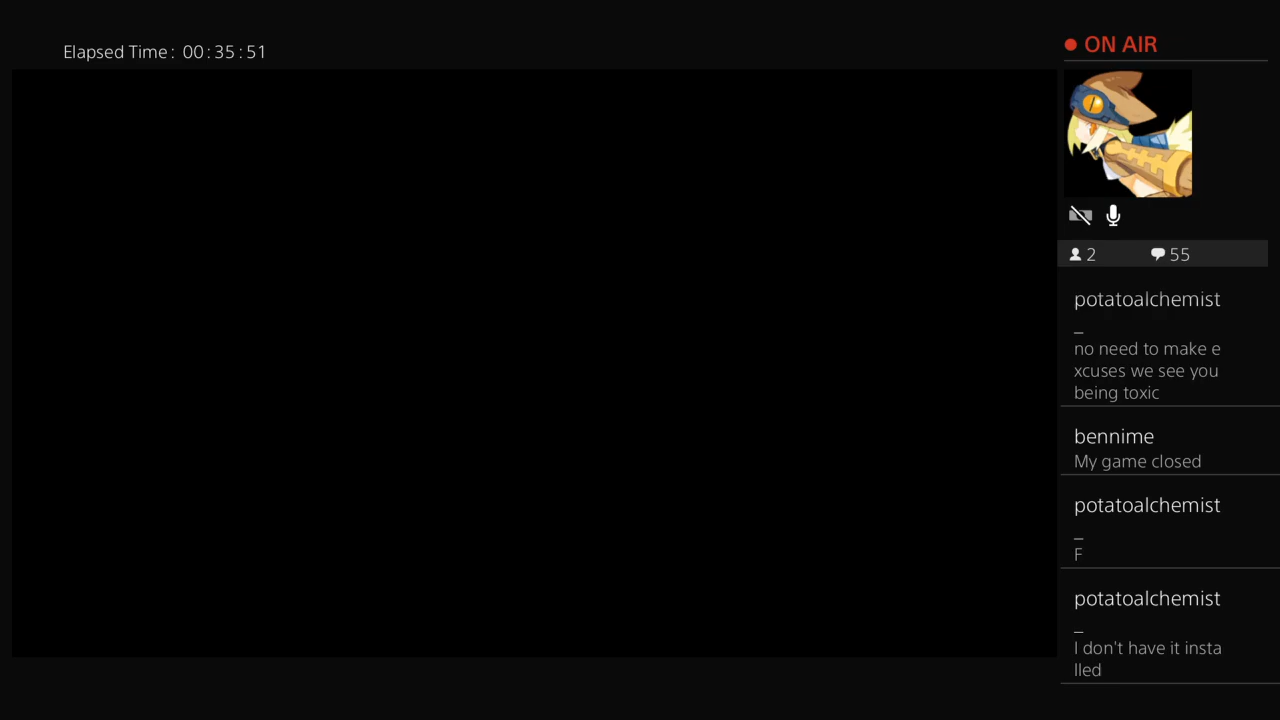 Elapsed Time: 00:35:51
ON AIR
2 55
potatoalchemist
_
no need to make e
xcuses we see you
being toxic
bennime
My game closed
potatoalchemist
_
F
potatoalchemist
_
I don't have it insta
lled